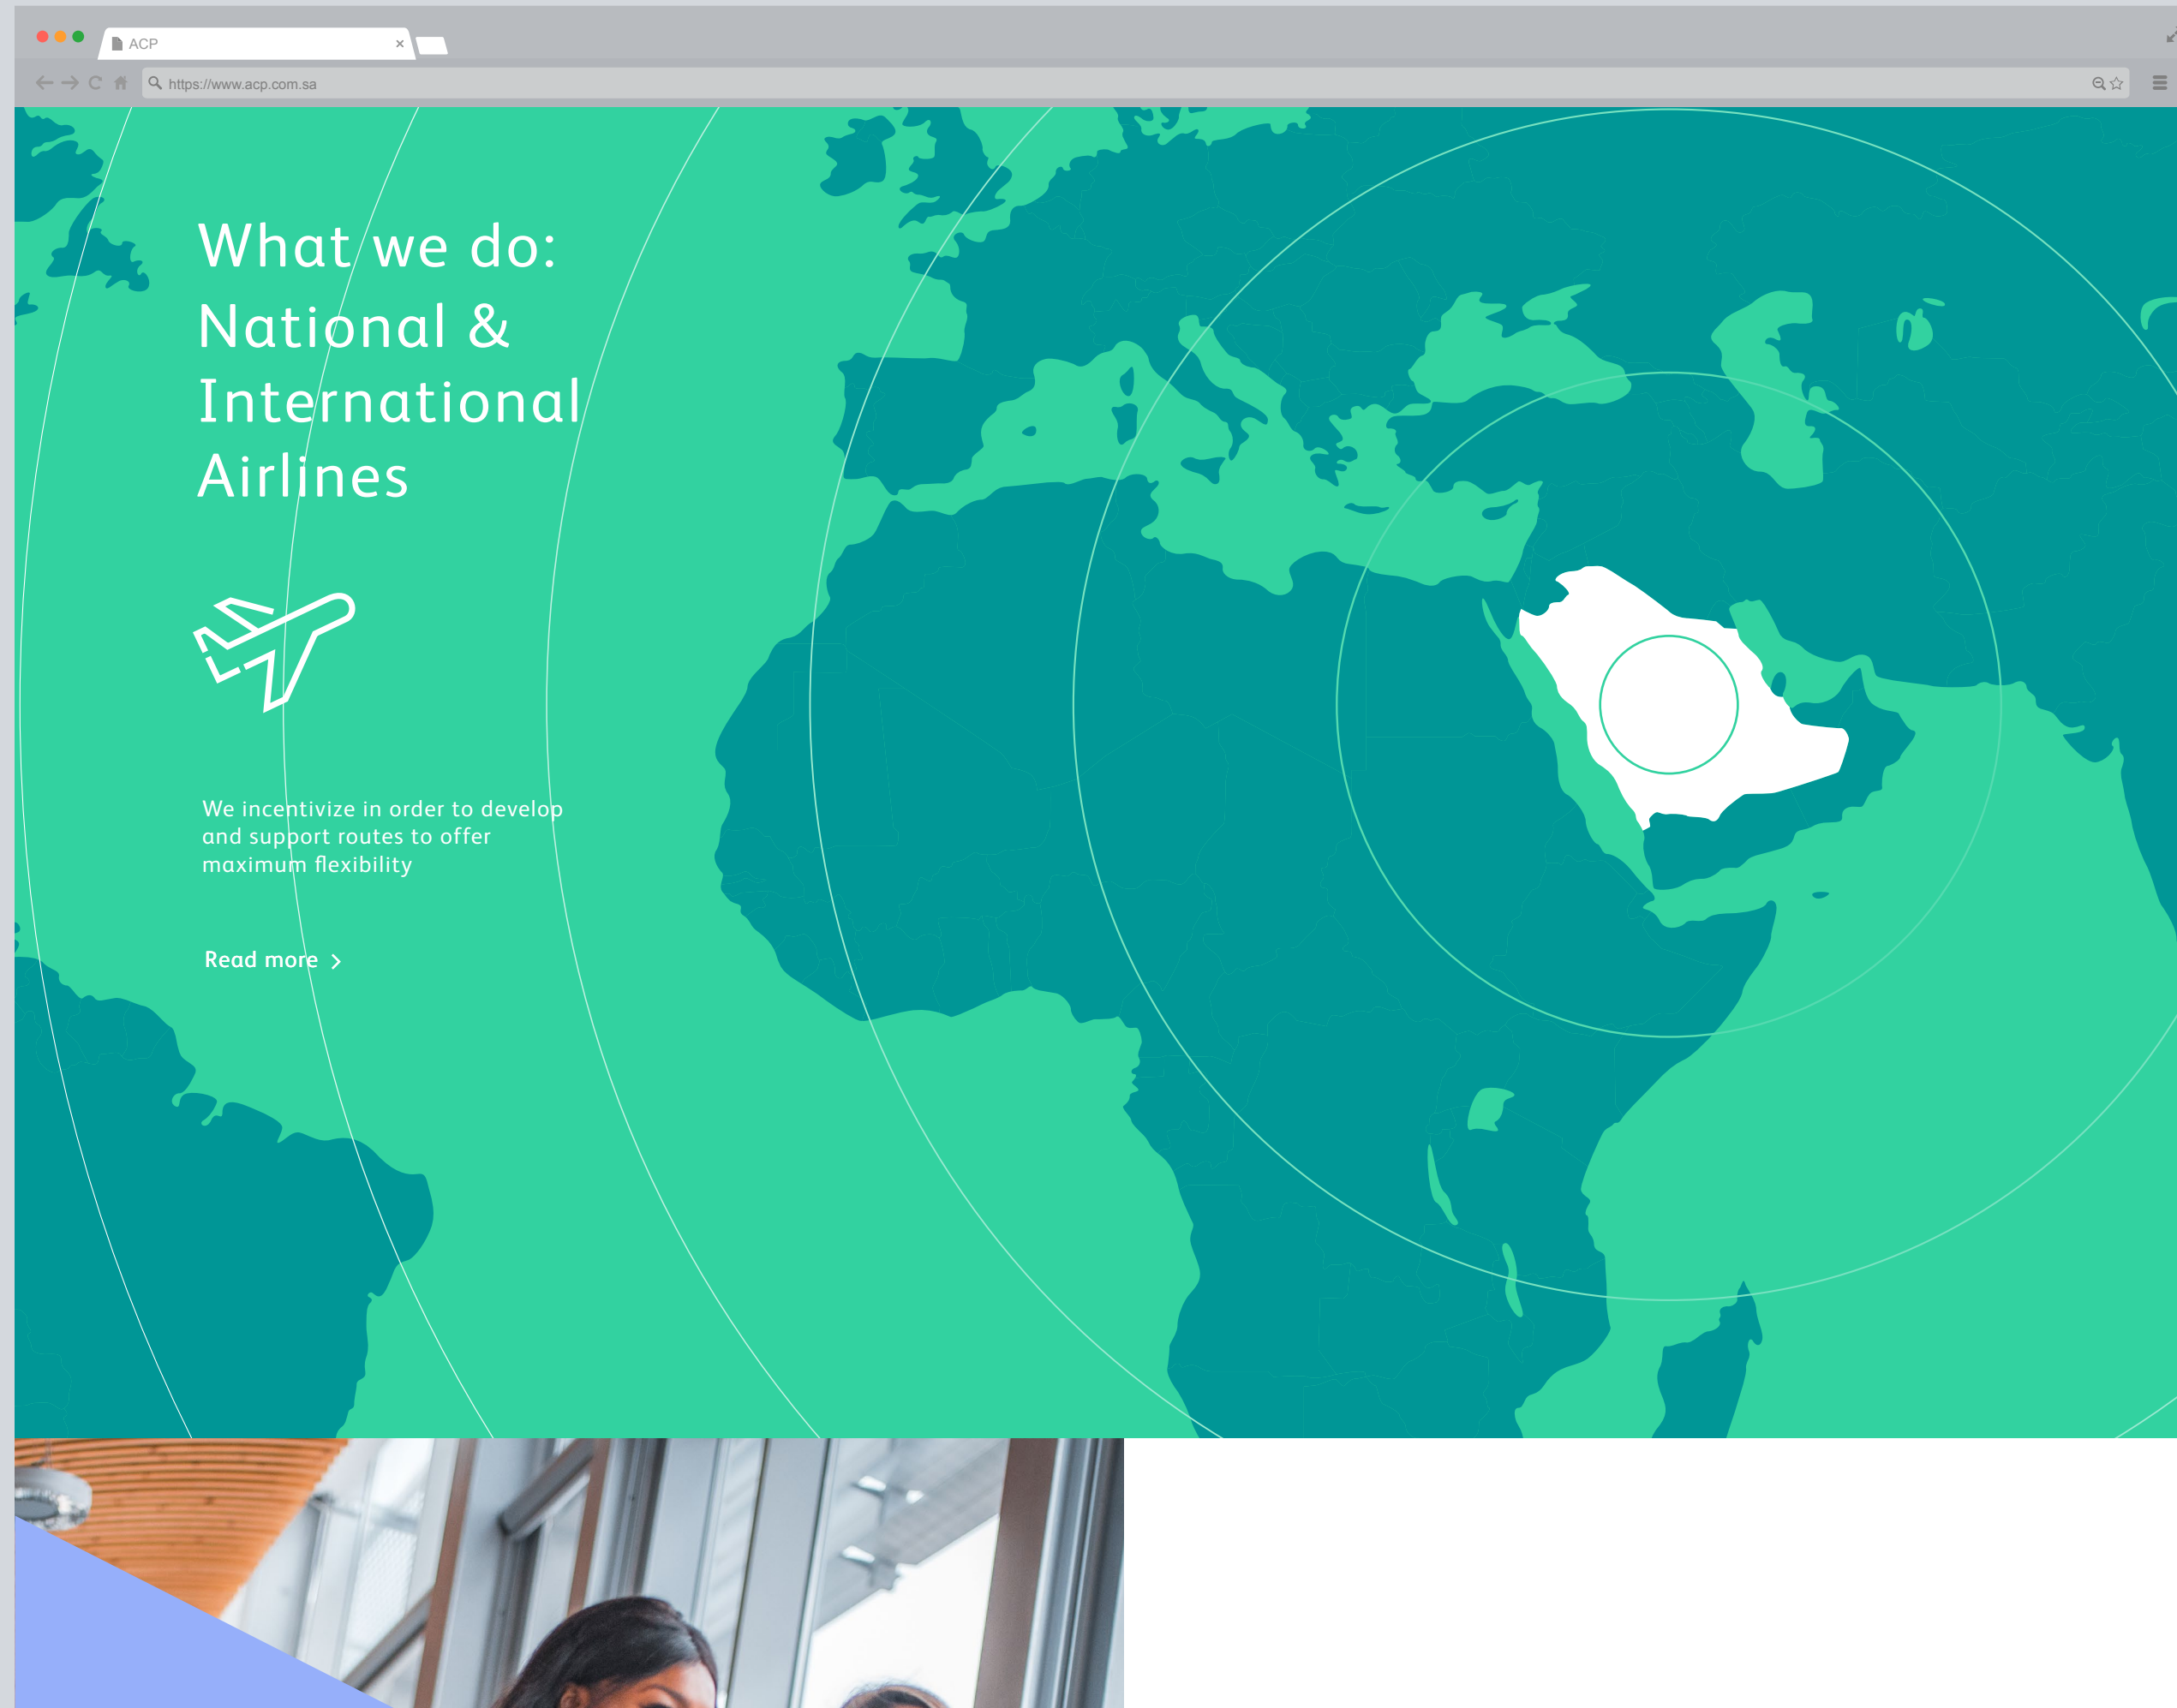 ACP
https://www.acp.com.sa
What we do:
National &
International
Airlines
We incentivize in order to develop
and support routes to offer
maximum flexibility
Read more